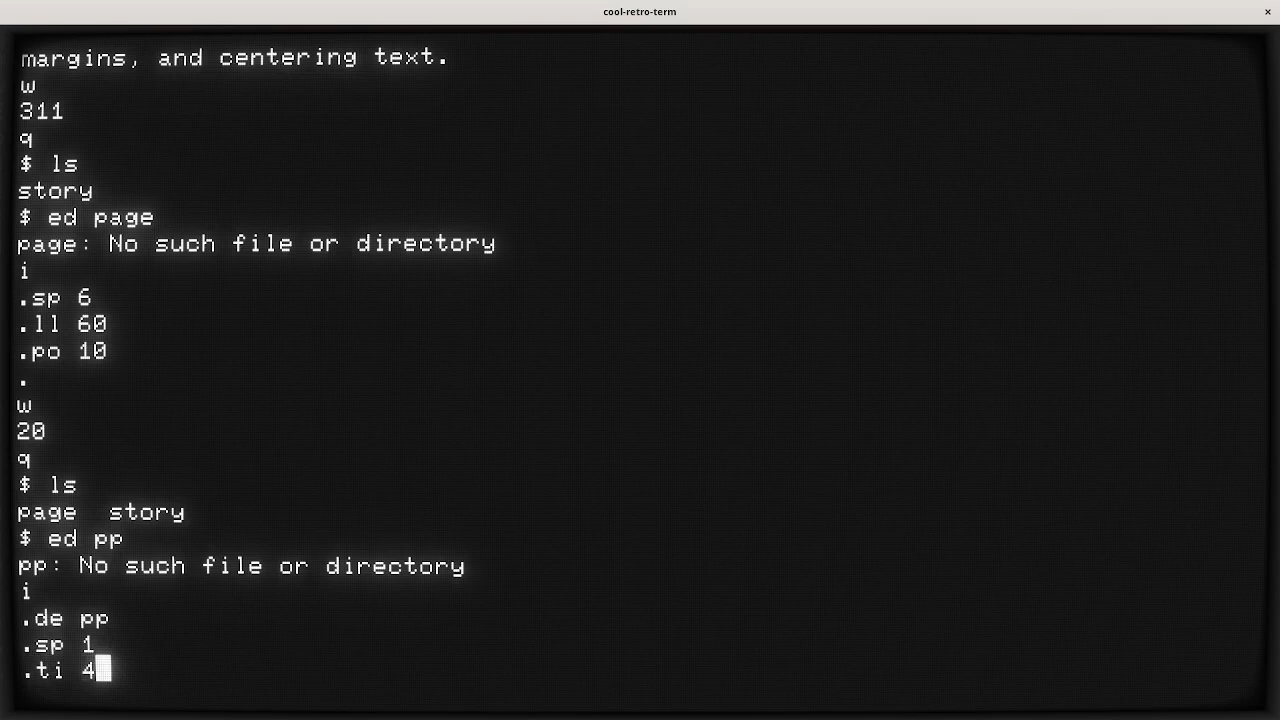 cool-retro-term ×
margins, and centering text.
w
311
q
$ ls
story
$ ed page
page: No such file or directory
i
.sp 6
.ll 60
.po 10
.
w
20
q
$ ls
page  story
$ ed pp
pp: No such file or directory
i
.de pp
.sp 1
.ti 4